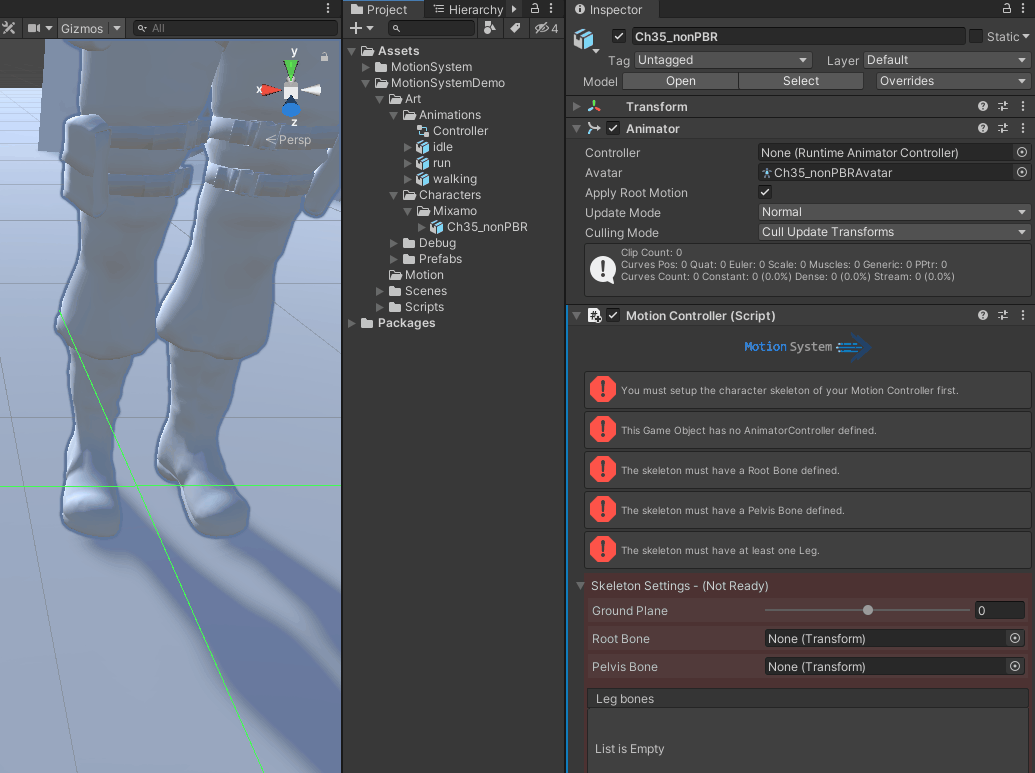 Gizmos
All
y
x
z
Persp
Project
Hierarchy
4
Assets
MotionSystem
MotionSystemDemo
Art
Animations
Controller
idle
run
walking
Characters
Mixamo
Ch35_nonPBR
Debug
Prefabs
Motion
Scenes
Scripts
Packages
Inspector
Ch35_nonPBR
Static
Tag Untagged Layer Default
Model Open Select Overrides
Transform
Animator
Controller None (Runtime Animator Controller)
Avatar Ch35_nonPBRAvatar
Apply Root Motion
Update Mode Normal
Culling Mode Cull Update Transforms
Clip Count: 0
Curves Pos: 0 Quat: 0 Euler: 0 Scale: 0 Muscles: 0 Generic: 0 PPtr: 0
Curves Count: 0 Constant: 0 (0.0%) Dense: 0 (0.0%) Stream: 0 (0.0%)
Motion Controller (Script)
Motion System
You must setup the character skeleton of your Motion Controller first.
This Game Object has no AnimatorController defined.
The skeleton must have a Root Bone defined.
The skeleton must have a Pelvis Bone defined.
The skeleton must have at least one Leg.
Skeleton Settings - (Not Ready)
Ground Plane 0
Root Bone None (Transform)
Pelvis Bone None (Transform)
Leg bones
List is Empty